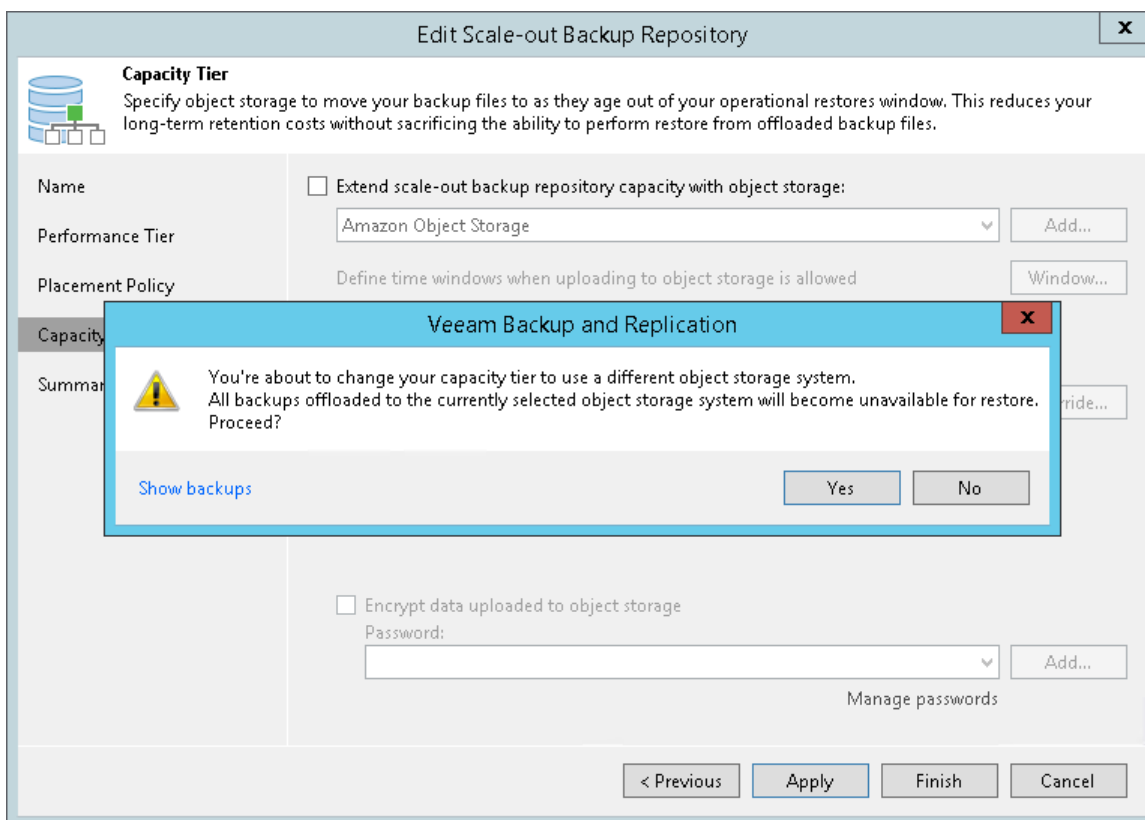 Edit Scale-out Backup Repository
x
Capacity Tier
Specify object storage to move your backup files to as they age out of your operational restores window. This reduces your
long-term retention costs without sacrificing the ability to perform restore from offloaded backup files.
Name
Performance Tier
Placement Policy
Capacity
Summar
Extend scale-out backup repository capacity with object storage:
Amazon Object Storage
Add...
Define time windows when uploading to object storage is allowed
Window...
Veeam Backup and Replication
x
You're about to change your capacity tier to use a different object storage system.
All backups offloaded to the currently selected object storage system will become unavailable for restore.
Proceed?
Show backups
Yes
No
rride...
Encrypt data uploaded to object storage
Password:
Add...
Manage passwords
< Previous
Apply
Finish
Cancel